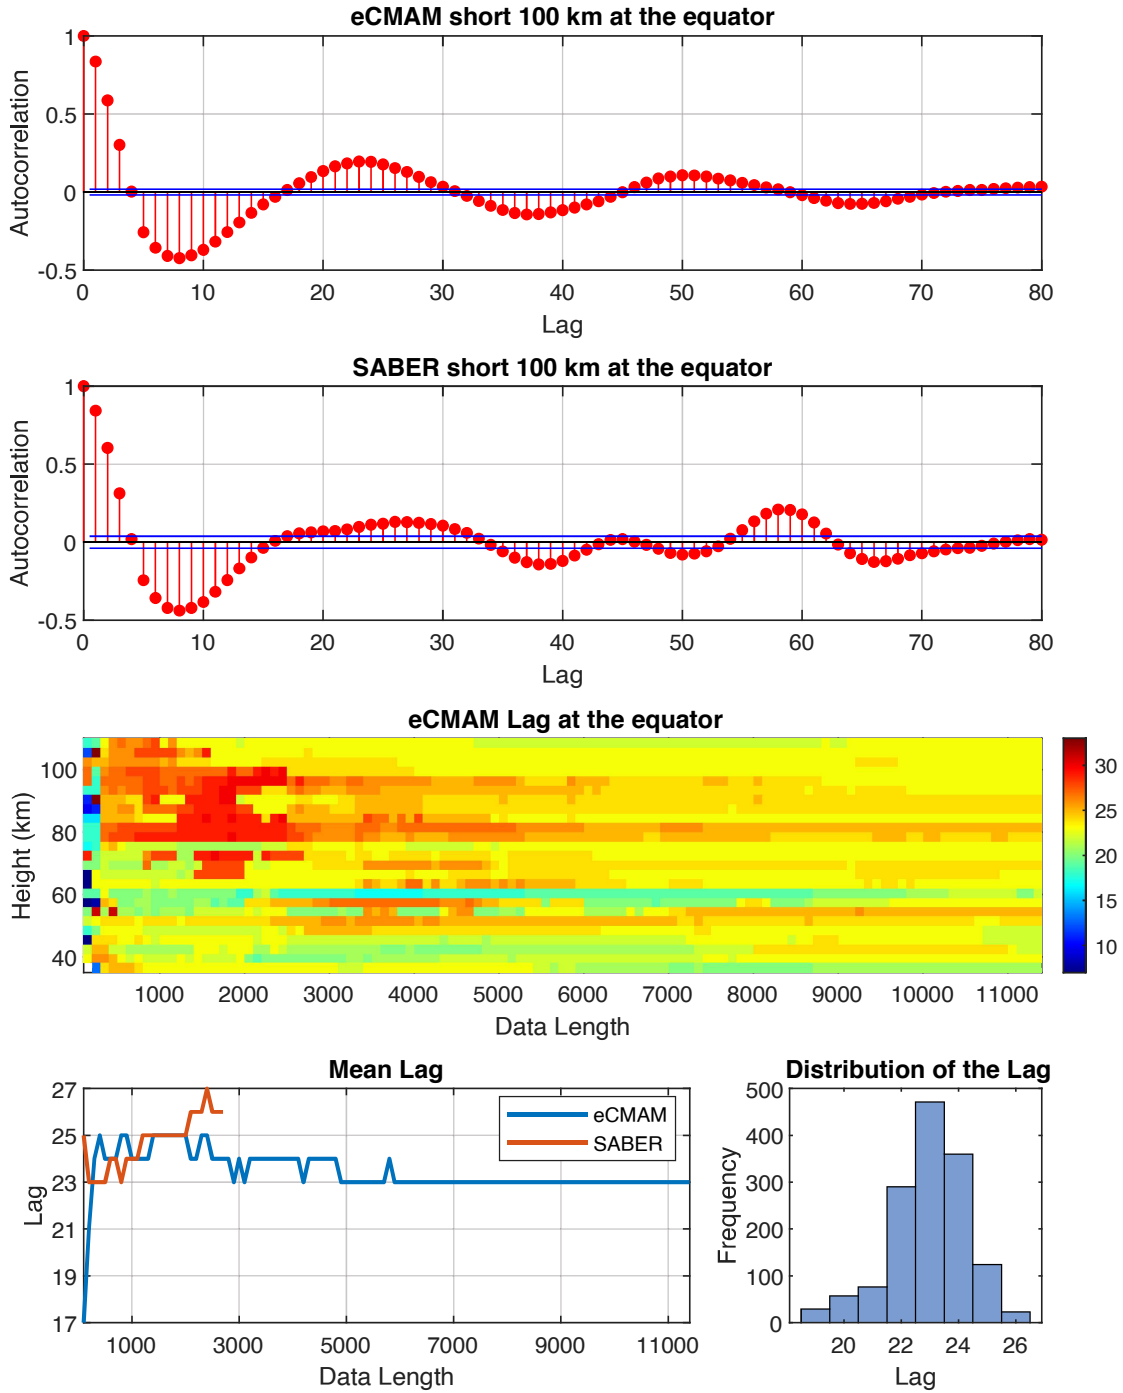 eCMAM short 100 km at the equator
1
0.5
0
-0.5
Autocorrelation
0 10 20 30 40 50 60 70 80
Lag
SABER short 100 km at the equator
1
0.5
0
-0.5
Autocorrelation
0 10 20 30 40 50 60 70 80
Lag
eCMAM Lag at the equator
100
80
60
40
Height (km)
1000 2000 3000 4000 5000 6000 7000 8000 9000 10000 11000
Data Length
30
25
20
15
10
Mean Lag
27
25
23
21
19
17
Lag
eCMAM
SABER
1000 3000 5000 7000 9000 11000
Data Length
Distribution of the Lag
500
400
300
200
100
0
Frequency
20 22 24 26
Lag